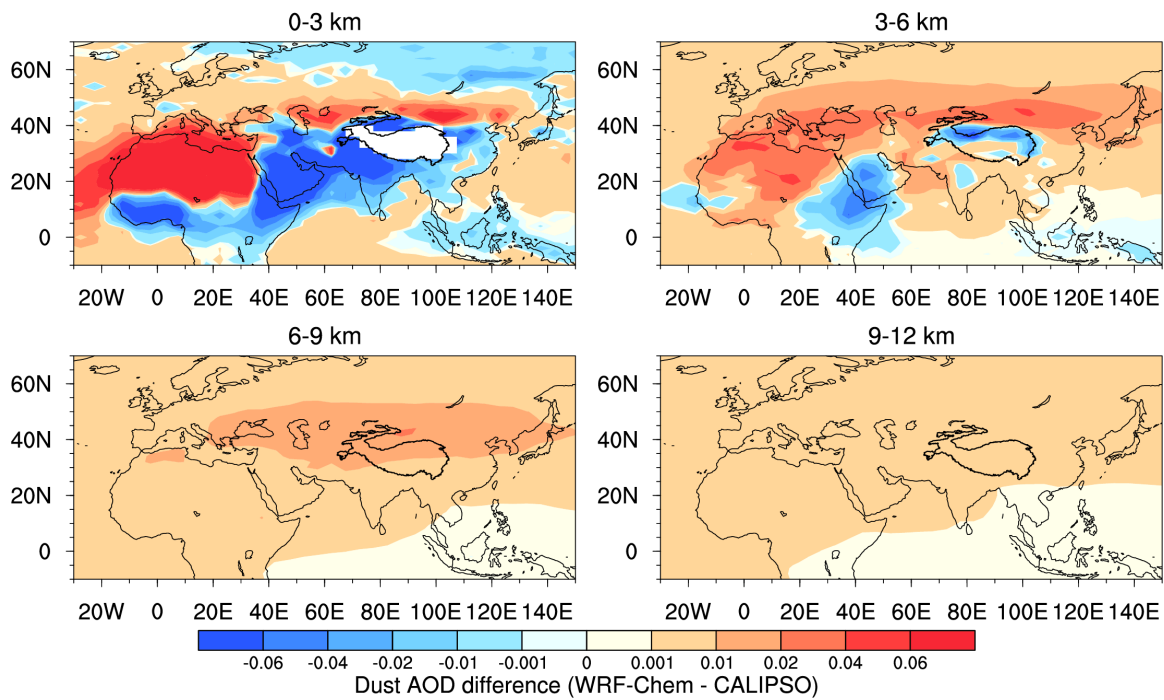 0-3 km
3-6 km
60N
40N
20N
0
20W 0 20E 40E 60E 80E 100E 120E 140E
60N
40N
20N
0
20W 0 20E 40E 60E 80E 100E 120E 140E
6-9 km
9-12 km
60N
40N
20N
0
20W 0 20E 40E 60E 80E 100E 120E 140E
60N
40N
20N
0
20W 0 20E 40E 60E 80E 100E 120E 140E
-0.06 -0.04 -0.02 -0.01 -0.001 0 0.001 0.01 0.02 0.04 0.06
Dust AOD difference (WRF-Chem - CALIPSO)